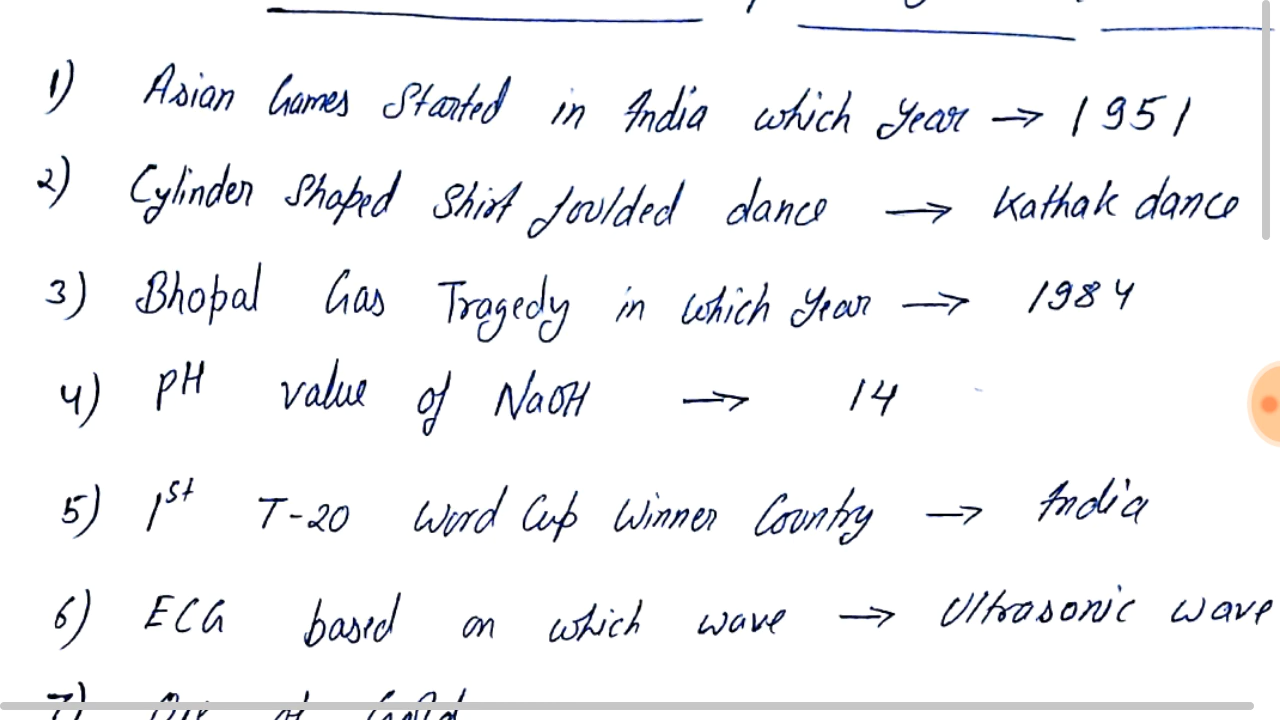 1) Asian Games Started in India which year → 1951
2) Cylinder Shaped Shirt foulded dance → Kathak dance
3) Bhopal Gas Tragedy in which year → 1984
4) PH value of NaOH → 14
5) 1st T-20 Word Cup Winner Country → India
6) ECG based on which wave → Ultrasonic wave